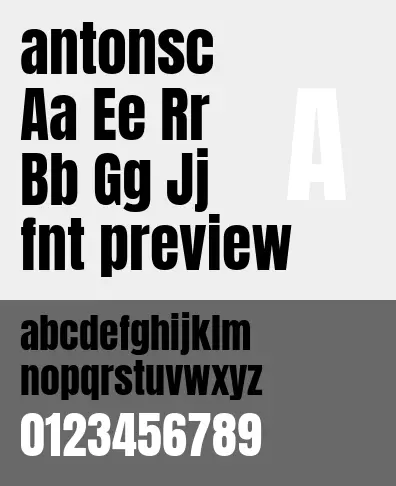 antonsc
Aa Ee Rr
A
Bb Gg Jj
fnt preview
abcdefghijklm
nopqrstuvwxyz
0123456789